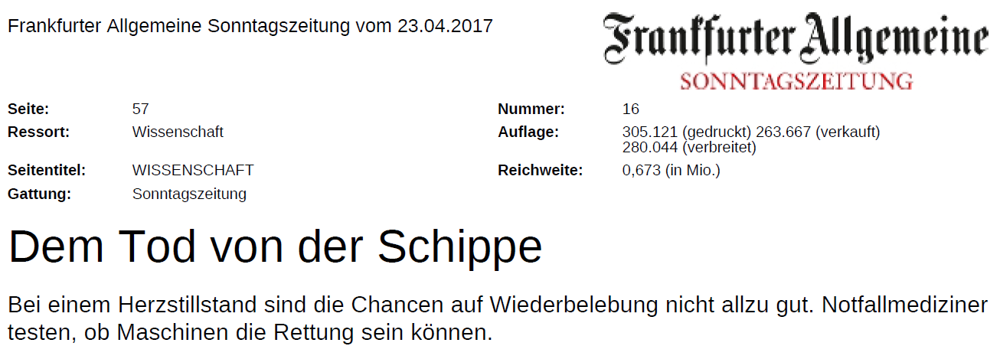 Frankfurter Allgemeine Sonntagszeitung vom 23.04.2017
Frankfurter Allgemeine
SONNTAGSZEITUNG
Seite: 57 Nummer: 16
Ressort: Wissenschaft Auflage: 305.121 (gedruckt) 263.667 (verkauft)
280.044 (verbreitet)
Seitentitel: WISSENSCHAFT Reichweite: 0,673 (in Mio.)
Gattung: Sonntagszeitung
Dem Tod von der Schippe
Bei einem Herzstillstand sind die Chancen auf Wiederbelebung nicht allzu gut. Notfallmediziner
testen, ob Maschinen die Rettung sein können.